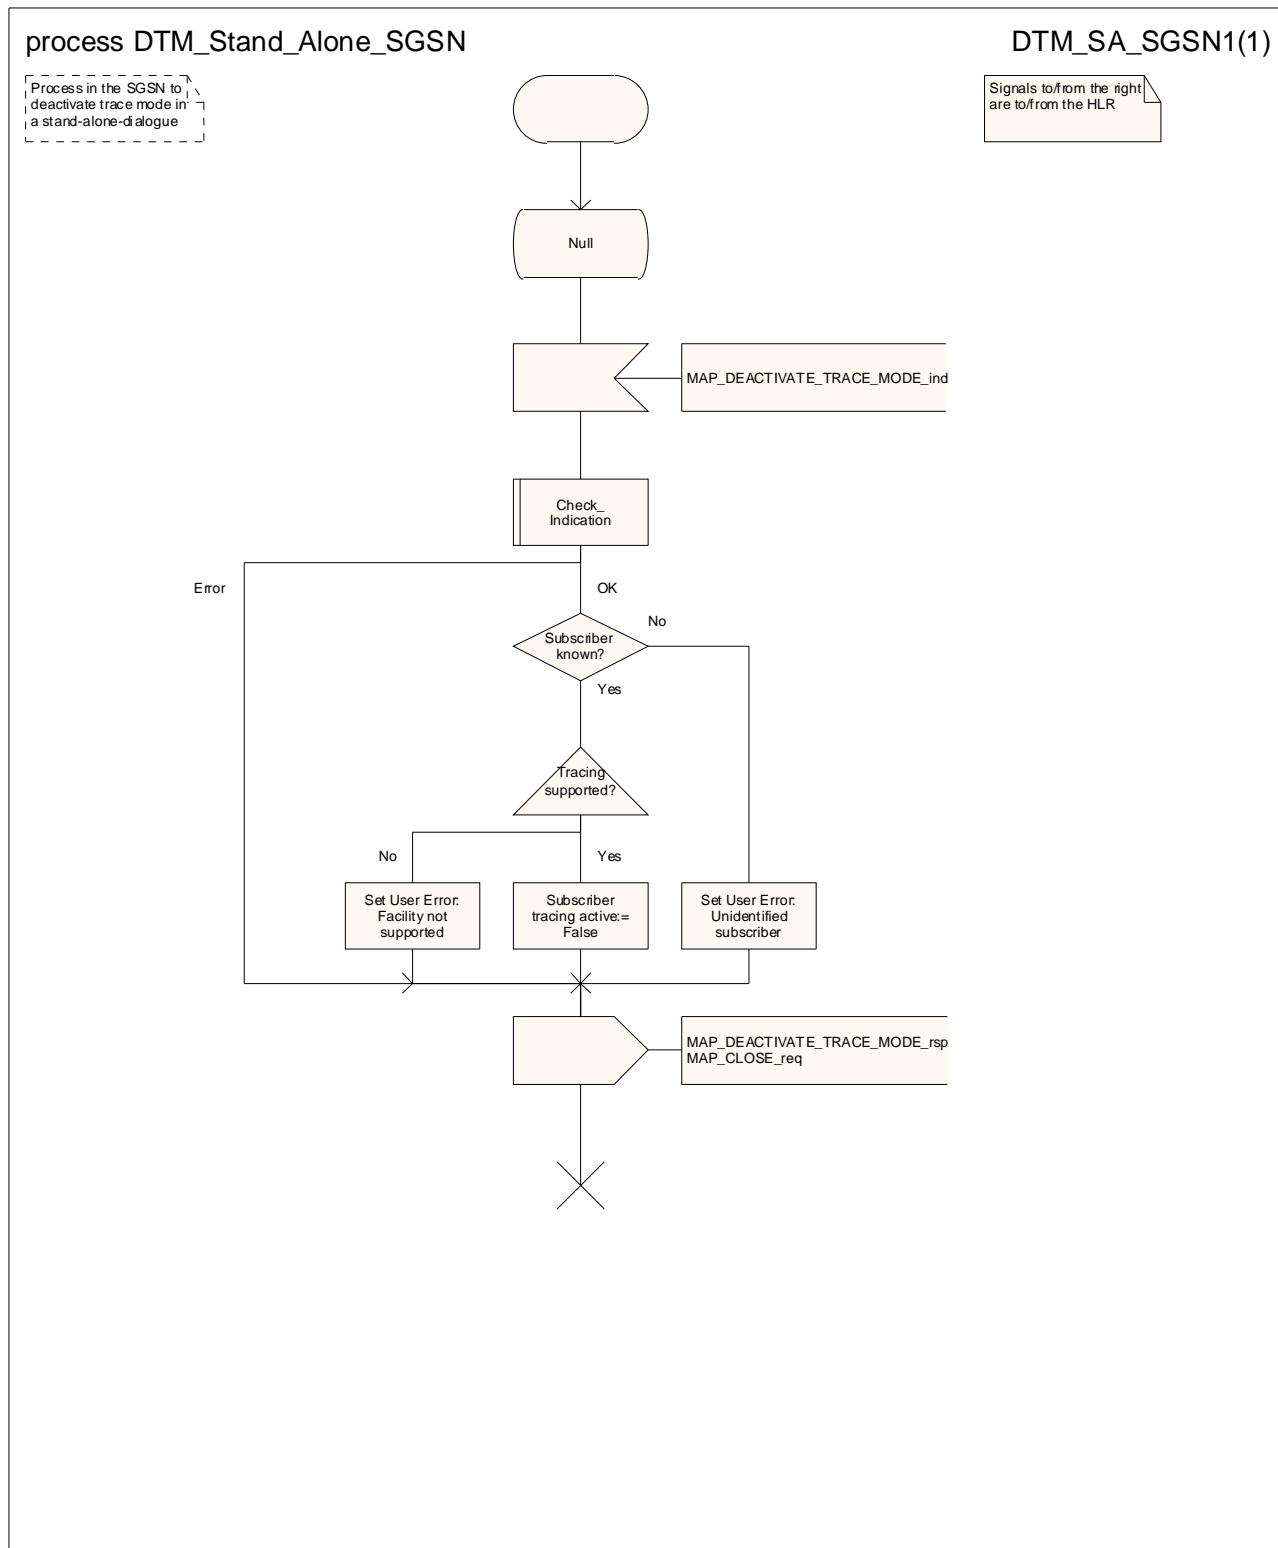 process DTM_Stand_Alone_SGSN
DTM_SA_SGSN1(1)
Process in the SGSN to
deactivate trace mode in
a stand-alone-dialogue
Signals to/from the right
are to/from the HLR
Null
MAP_DEACTIVATE_TRACE_MODE_ind
Check_
Indication
Error
OK
No
Subscriber
known?
Yes
Tracing
supported?
No
Yes
Set User Error:
Facility not
supported
Subscriber
tracing active:=
False
Set User Error:
Unidentified
subscriber
MAP_DEACTIVATE_TRACE_MODE_rsp
MAP_CLOSE_req